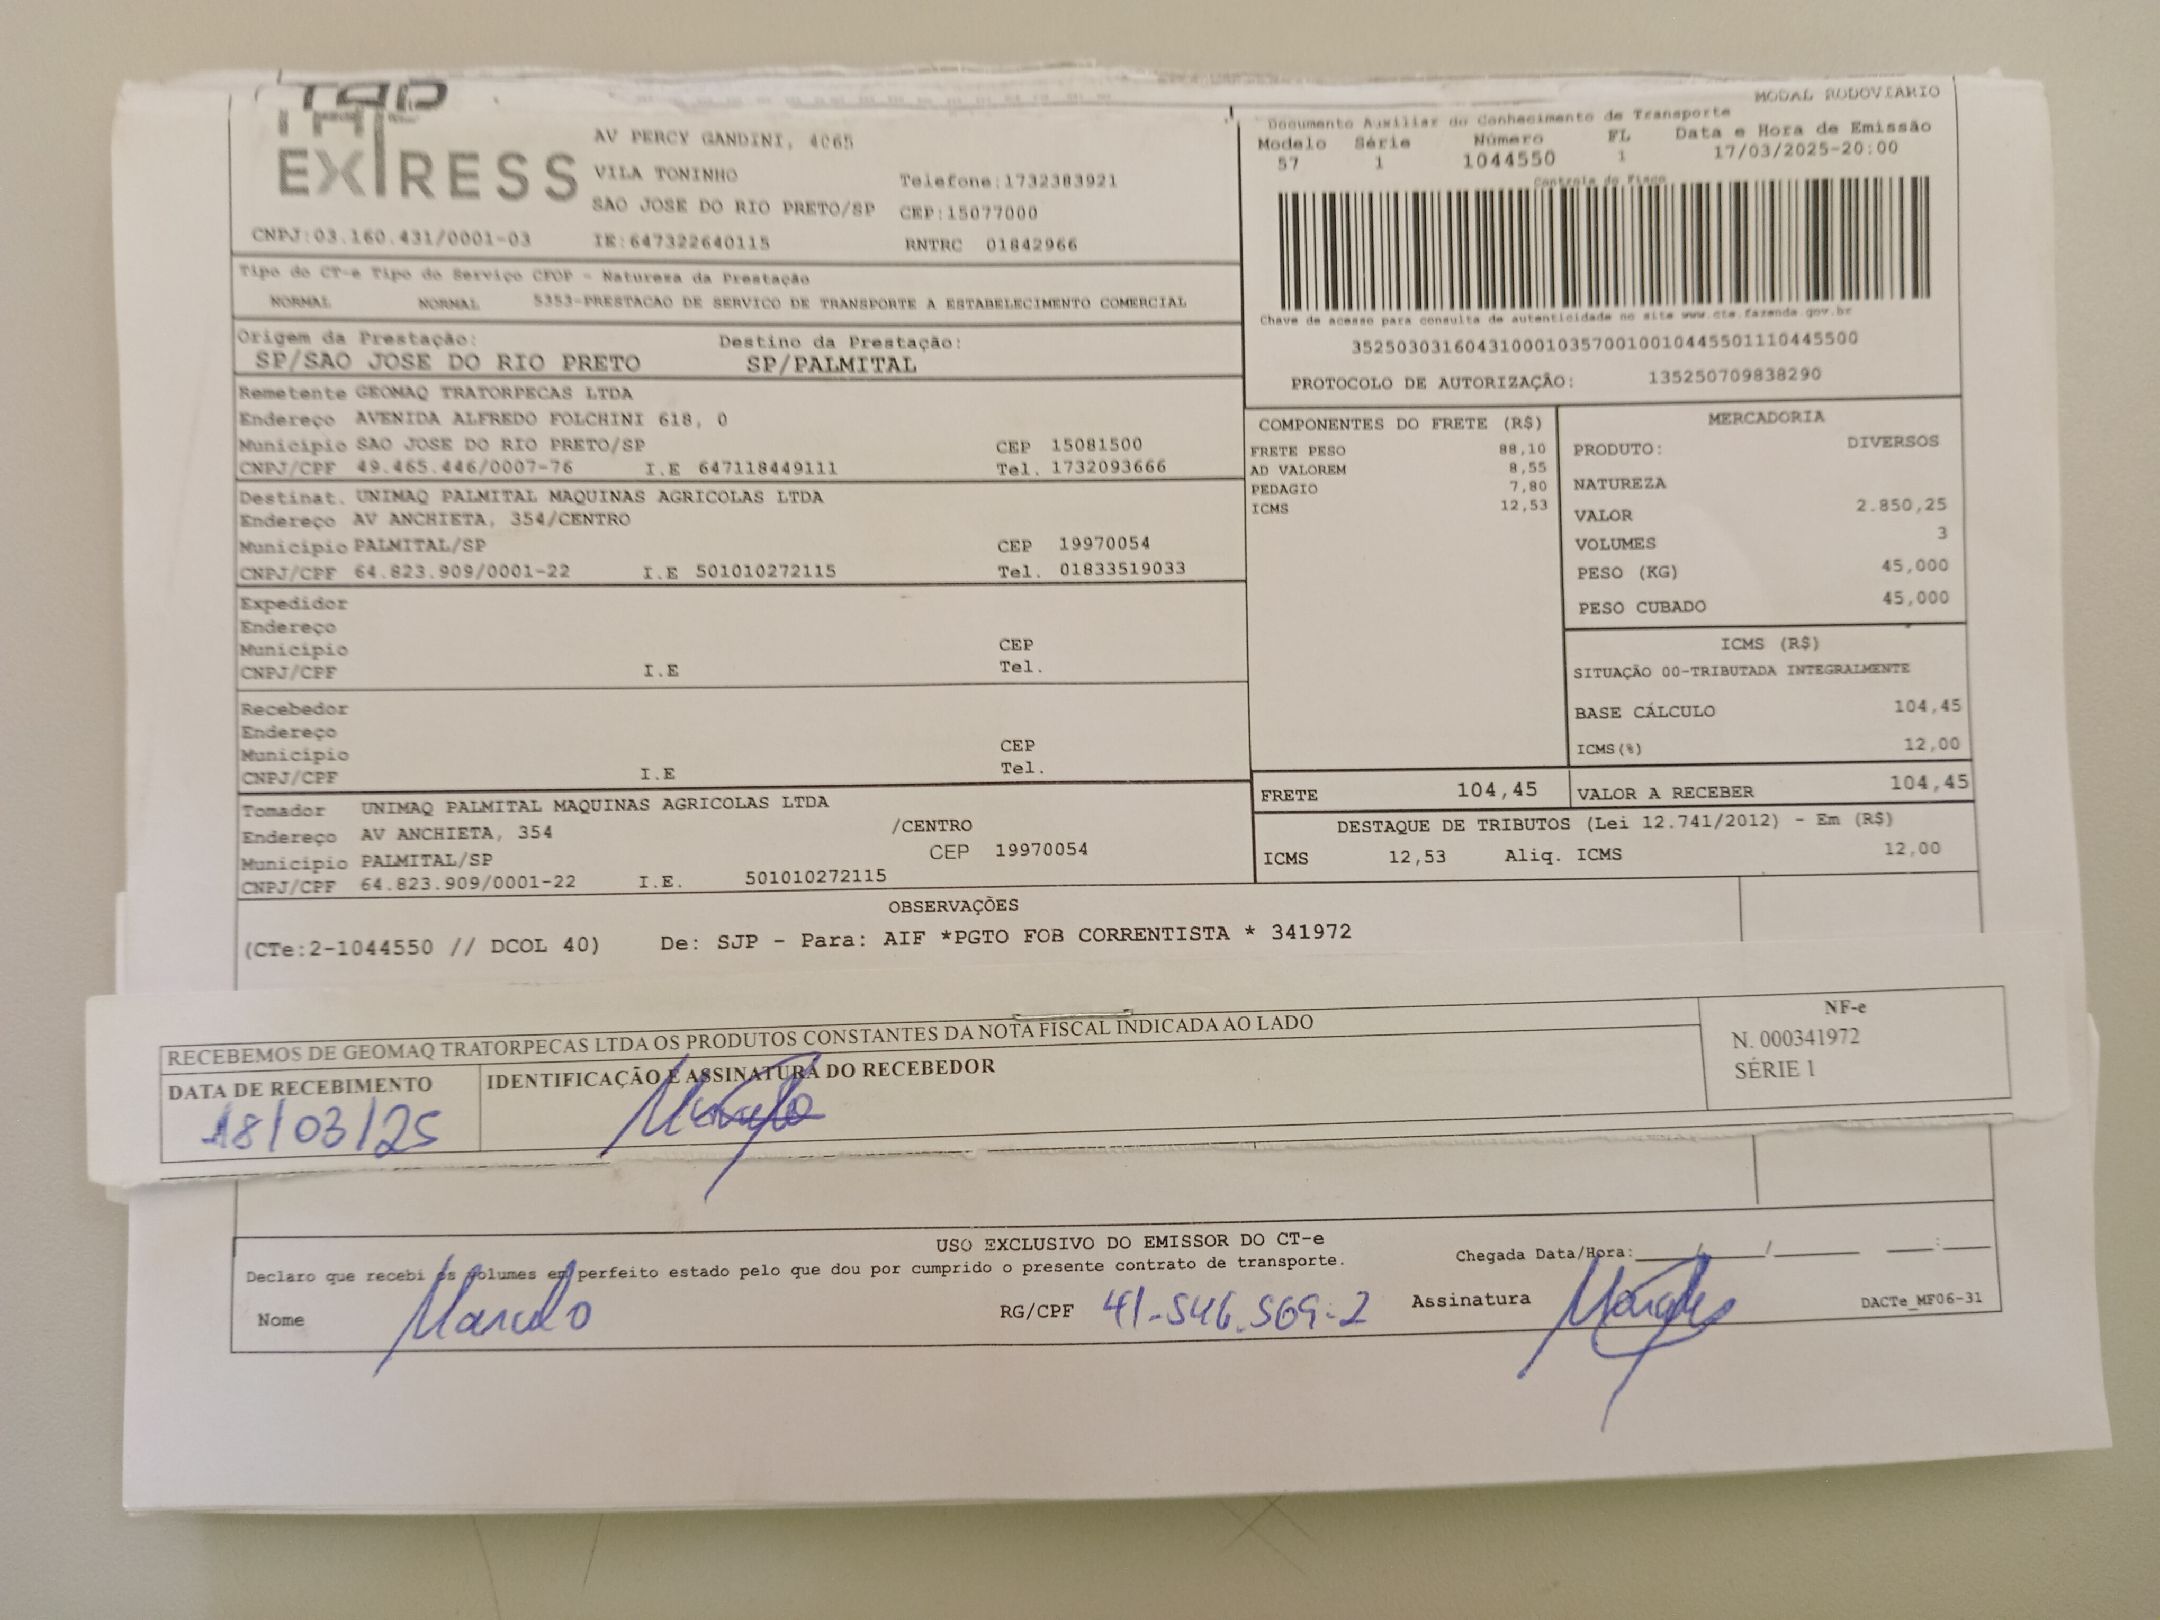 EXPRESS
AV PERCY GANDINI, 4065
VILA TONINHO
Telefone:1732383921
SAO JOSE DO RIO PRETO/SP CEP:15077000
CNPJ:03.160.431/0001-03 IE:647322640115 RNTRC 01842966
MODAL RODOVIARIO
Documento Auxiliar do Conhecimento de Transporte
Modelo Série Número FL Data e Hora de Emissão
57 1 1044550 1 17/03/2025-20:00
Controle do Fisco
Chave de acesso para consulta de autenticidade no site www.cte.fazenda.gov.br
35250303160431000103570010010445501110445500
PROTOCOLO DE AUTORIZAÇÃO: 135250709838290
Tipo do CT-e Tipo do Serviço CFOP - Natureza da Prestação
NORMAL NORMAL 5353-PRESTACAO DE SERVICO DE TRANSPORTE A ESTABELECIMENTO COMERCIAL
Origem da Prestação: Destino da Prestação:
SP/SAO JOSE DO RIO PRETO SP/PALMITAL
Remetente GEOMAQ TRATORPECAS LTDA
Endereço AVENIDA ALFREDO FOLCHINI 618, 0
Município SAO JOSE DO RIO PRETO/SP CEP 15081500
CNPJ/CPF 49.465.446/0007-76 I.E 647118449111 Tel. 1732093666
Destinat. UNIMAQ PALMITAL MAQUINAS AGRICOLAS LTDA
Endereço AV ANCHIETA, 354/CENTRO
Município PALMITAL/SP CEP 19970054
CNPJ/CPF 64.823.909/0001-22 I.E 501010272115 Tel. 01833519033
Expedidor
Endereço
Município CEP
CNPJ/CPF I.E Tel.
Recebedor
Endereço
Município CEP
CNPJ/CPF I.E Tel.
Tomador UNIMAQ PALMITAL MAQUINAS AGRICOLAS LTDA
Endereço AV ANCHIETA, 354 /CENTRO
Município PALMITAL/SP CEP 19970054
CNPJ/CPF 64.823.909/0001-22 I.E. 501010272115
COMPONENTES DO FRETE (R$)
FRETE PESO 88,10
AD VALOREM 8,55
PEDAGIO 7,80
ICMS 12,53
MERCADORIA
PRODUTO: DIVERSOS
NATUREZA
VALOR 2.850,25
VOLUMES 3
PESO (KG) 45,000
PESO CUBADO 45,000
ICMS (R$)
SITUAÇÃO 00-TRIBUTADA INTEGRALMENTE
BASE CÁLCULO 104,45
ICMS(%) 12,00
FRETE 104,45 VALOR A RECEBER 104,45
DESTAQUE DE TRIBUTOS (Lei 12.741/2012) - Em (R$)
ICMS 12,53 Aliq. ICMS 12,00
OBSERVAÇÕES
(CTe:2-1044550 // DCOL 40) De: SJP - Para: AIF *PGTO FOB CORRENTISTA * 341972
RECEBEMOS DE GEOMAQ TRATORPECAS LTDA OS PRODUTOS CONSTANTES DA NOTA FISCAL INDICADA AO LADO
DATA DE RECEBIMENTO IDENTIFICAÇÃO E ASSINATURA DO RECEBEDOR
18/03/25
NF-e
N. 000341972
SÉRIE 1
USO EXCLUSIVO DO EMISSOR DO CT-e
Declaro que recebi os volumes em perfeito estado pelo que dou por cumprido o presente contrato de transporte.
Chegada Data/Hora:____/____/____ __:__
Nome RG/CPF 41-546.569-2 Assinatura
DACTe_MF06-31